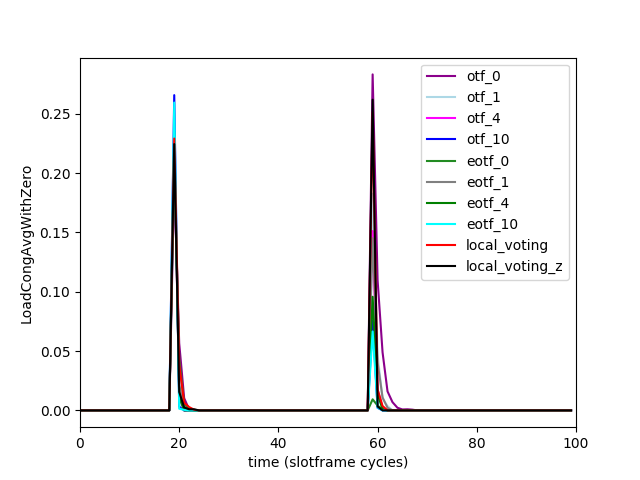 0.25
0.20
0.15
0.10
0.05
0.00
LoadCongAvgWithZero
0 20 40 60 80 100
time (slotframe cycles)
otf_0
otf_1
otf_4
otf_10
eotf_0
eotf_1
eotf_4
eotf_10
local_voting
local_voting_z